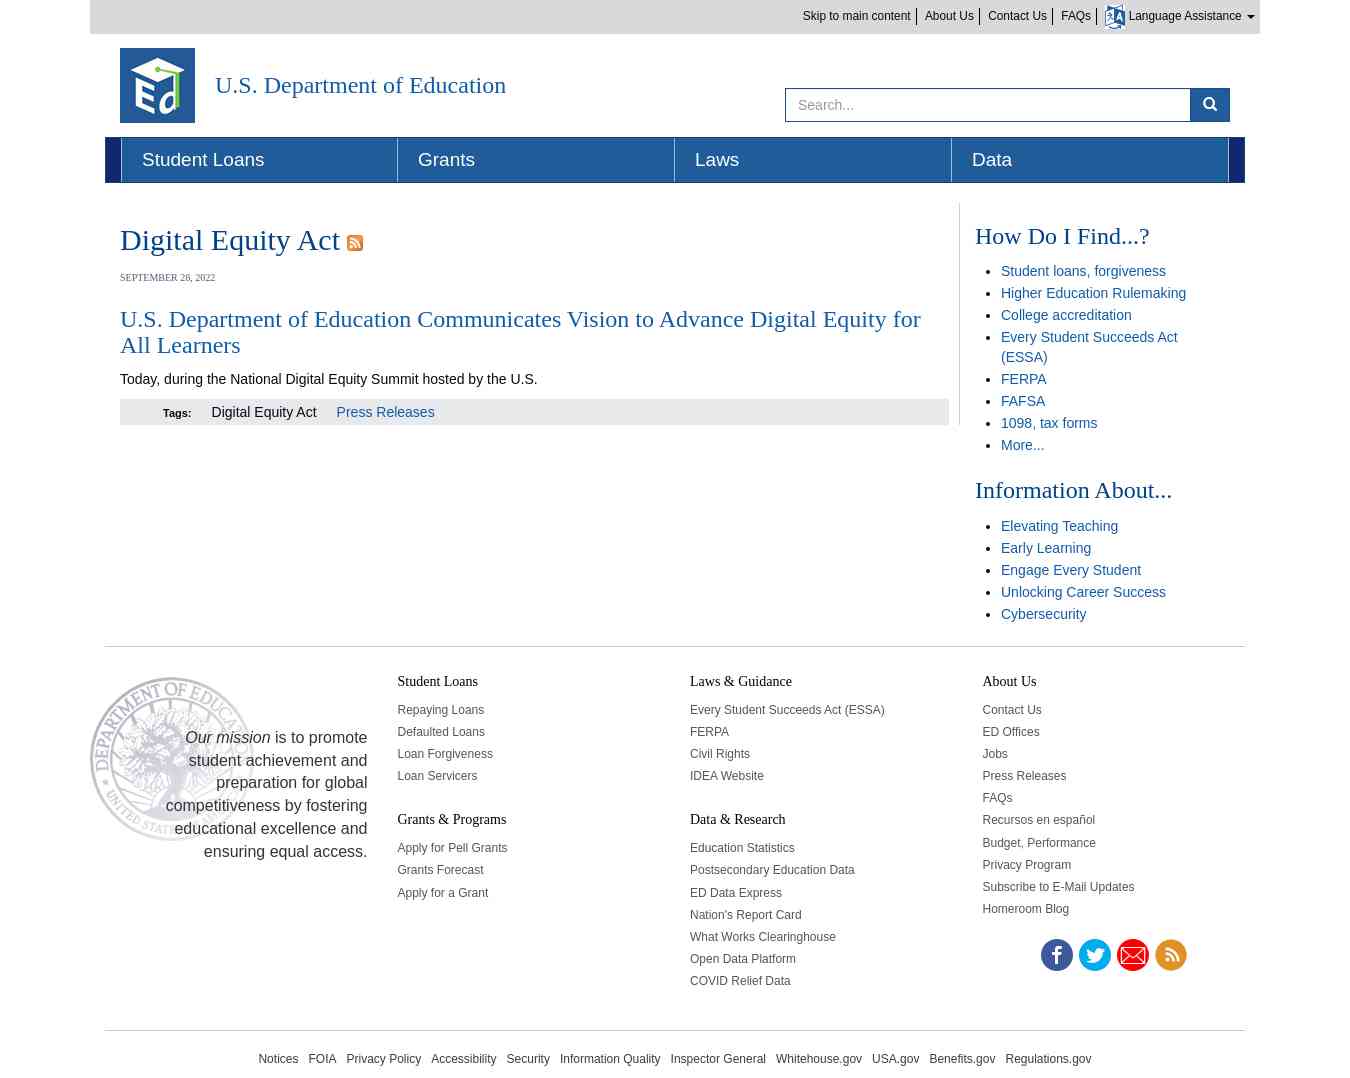 Skip to main content
About Us
Contact Us
FAQs
Language Assistance
Ed
U.S. Department of Education
Search...
Student Loans
Grants
Laws
Data
Digital Equity Act
SEPTEMBER 26, 2022
U.S. Department of Education Communicates Vision to Advance Digital Equity for
All Learners
Today, during the National Digital Equity Summit hosted by the U.S.
Tags: Digital Equity Act Press Releases
How Do I Find...?
Student loans, forgiveness
Higher Education Rulemaking
College accreditation
Every Student Succeeds Act
(ESSA)
FERPA
FAFSA
1098, tax forms
More...
Information About...
Elevating Teaching
Early Learning
Engage Every Student
Unlocking Career Success
Cybersecurity
Our mission is to promote
student achievement and
preparation for global
competitiveness by fostering
educational excellence and
ensuring equal access.
Student Loans
Repaying Loans
Defaulted Loans
Loan Forgiveness
Loan Servicers
Grants & Programs
Apply for Pell Grants
Grants Forecast
Apply for a Grant
Laws & Guidance
Every Student Succeeds Act (ESSA)
FERPA
Civil Rights
IDEA Website
Data & Research
Education Statistics
Postsecondary Education Data
ED Data Express
Nation's Report Card
What Works Clearinghouse
Open Data Platform
COVID Relief Data
About Us
Contact Us
ED Offices
Jobs
Press Releases
FAQs
Recursos en español
Budget, Performance
Privacy Program
Subscribe to E-Mail Updates
Homeroom Blog
Notices FOIA Privacy Policy Accessibility Security Information Quality Inspector General Whitehouse.gov USA.gov Benefits.gov Regulations.gov